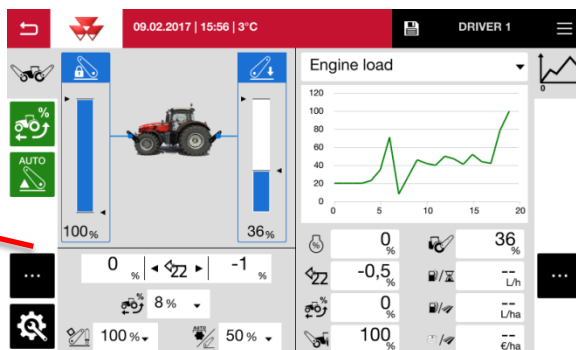 09.02.2017 | 15:56 | 3°C
DRIVER 1
%
AUTO
100%
36%
Engine load
120
100
80
60
40
20
0
0 5 10 15 20
0
0 % -1 %
8 %
100 % AUTO 50 %
...
0 % 36 %
-0,5 % -- L/h
0 % -- L/ha
100 % -- €/ha
...